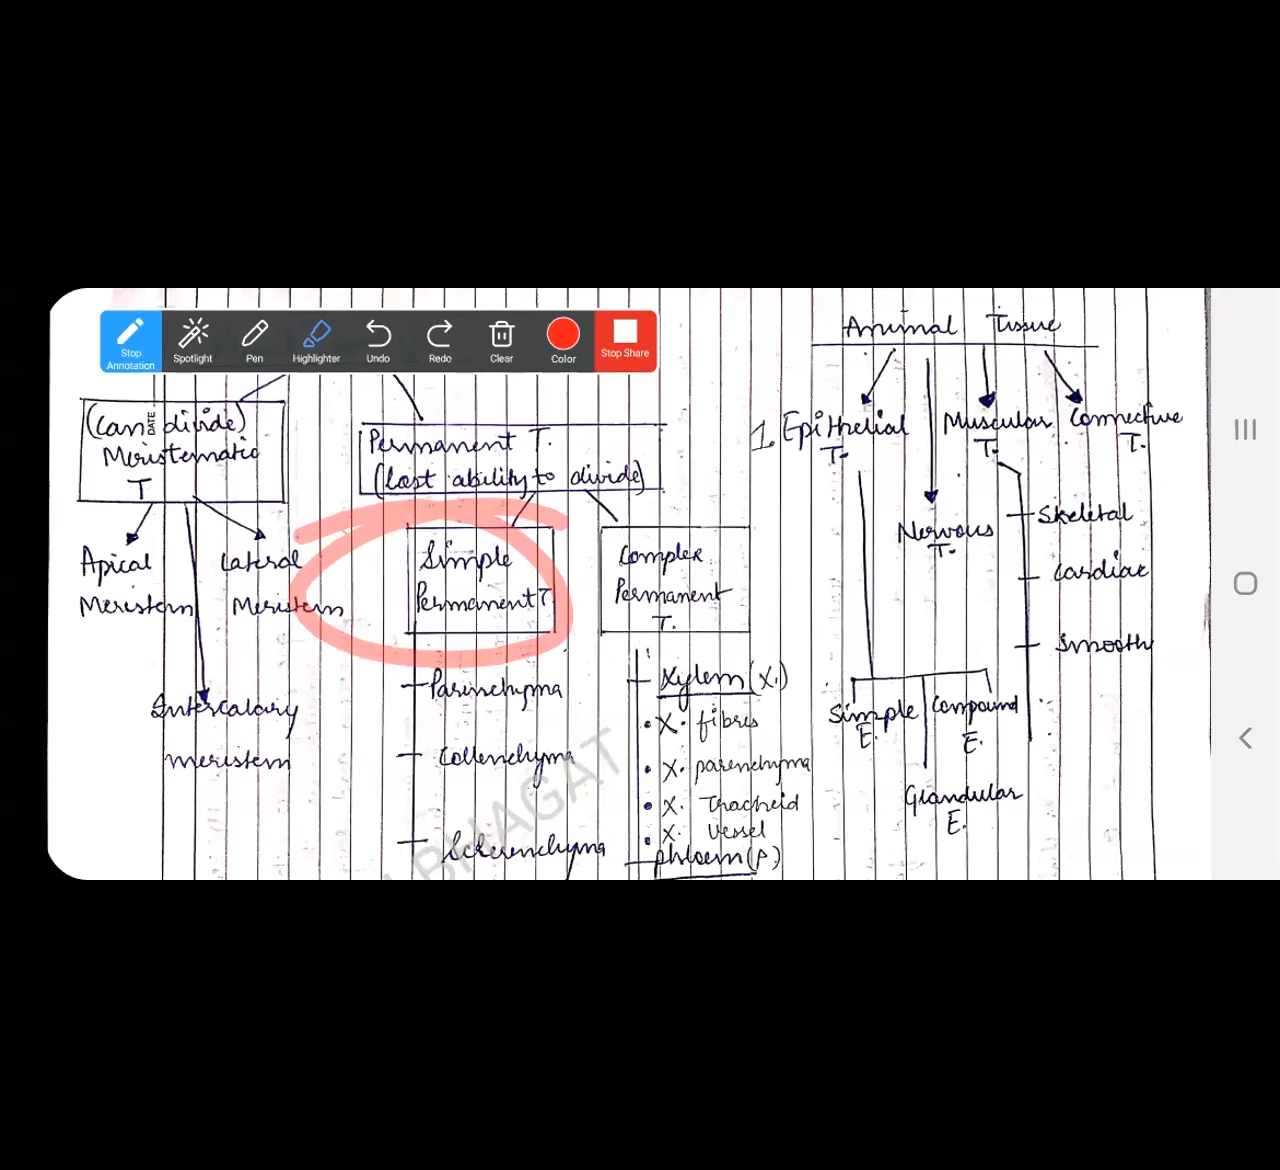 Stop
Annotation
Spotlight
Pen
Highlighter
Undo
Redo
Clear
Color
Stop Share
DATE
(Can divide)
Meristematic
T
Apical
Meristem
Lateral
Meristem
Intercalary
meristem
Permanent T.
(Lost ability to divide)
Simple
Permanent T
Parenchyma
Collenchyma
Sclerenchyma
Complex
Permanent
T.
Xylem (X.)
X. fibres
X. parenchyma
X. Tracheid
X. vessel
phloem (P)
BHAGAT
Animal Tissue
1. Epithelial
T.
Muscular
T.
Connective
T.
Nervous
T.
Skeletal
Cardiac
Smooth
Simple
E.
Compound
E.
Glandular
E.